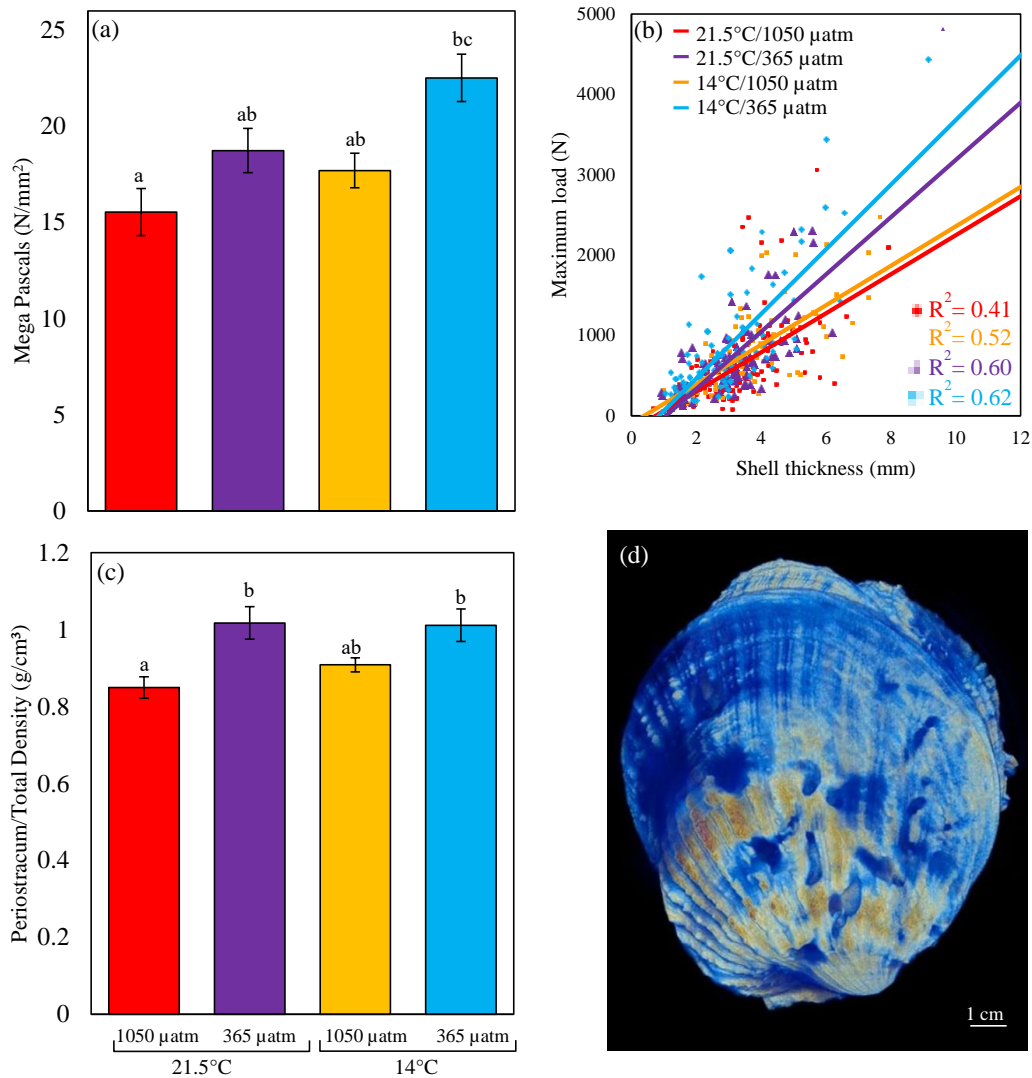 (a)
25
20
15
10
5
0
Mega Pascals (N/mm²)
a
ab
ab
bc
(b)
21.5°C/1050 µatm
21.5°C/365 µatm
14°C/1050 µatm
14°C/365 µatm
5000
4000
3000
2000
1000
0
Maximum load (N)
R²= 0.41
R²= 0.52
R²= 0.60
R²= 0.62
0 2 4 6 8 10 12
Shell thickness (mm)
(c)
1.2
1
0.8
0.6
0.4
0.2
0
Periostracum/Total Density (g/cm³)
a
b
ab
b
1050 µatm 365 µatm 1050 µatm 365 µatm
21.5°C 14°C
(d)
1 cm